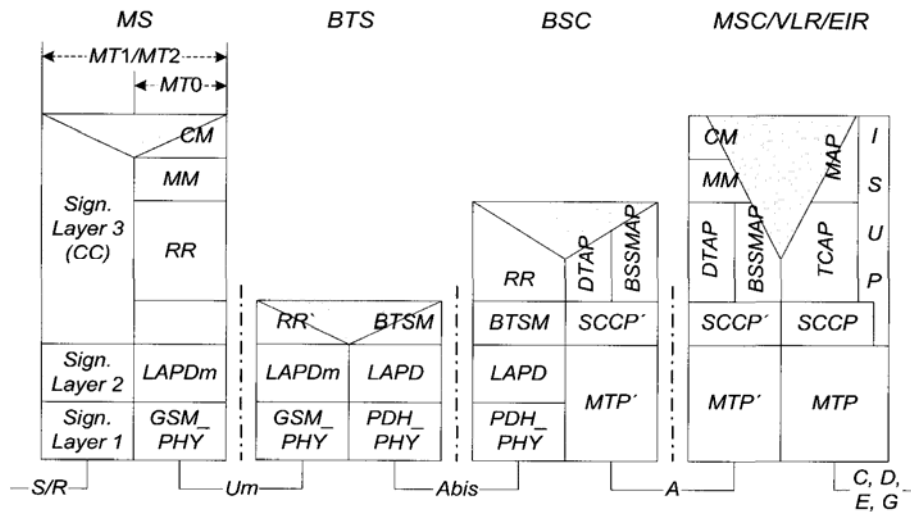 MS BTS BSC MSC/VLR/EIR
MT1/MT2
MT0
CM
MM
Sign.
Layer 3
(CC)
RR
Sign.
Layer 2
LAPDm
Sign.
Layer 1
GSM_
PHY
RR`
BTSM
LAPDm
LAPD
GSM_
PHY
PDH_
PHY
RR
DTAP
BSSMAP
BTSM
SCCP´
LAPD
MTP´
PDH_
PHY
CM
MM
MAP
I
S
U
P
DTAP
BSSMAP
TCAP
SCCP´
SCCP
MTP´
MTP
S/R
Um
Abis
A
C, D,
E, G